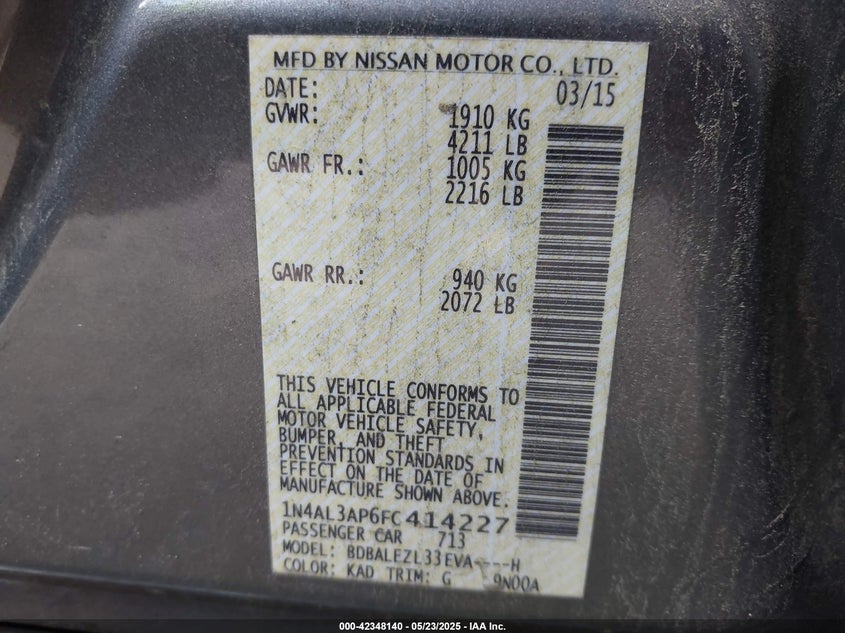 MFD BY NISSAN MOTOR CO., LTD.
DATE: 03/15
GVWR: 1910 KG
4211 LB
GAWR FR.: 1005 KG
2216 LB
GAWR RR.: 940 KG
2072 LB
THIS VEHICLE CONFORMS TO
ALL APPLICABLE FEDERAL
MOTOR VEHICLE SAFETY,
BUMPER, AND THEFT
PREVENTION STANDARDS IN
EFFECT ON THE DATE OF
MANUFACTURE SHOWN ABOVE.
1N4AL3AP6FC414227
PASSENGER CAR 713
MODEL: BDBALEZL33EVA----H
COLOR: KAD TRIM: G 9N00A
000-42348140 - 05/23/2025 - IAA Inc.